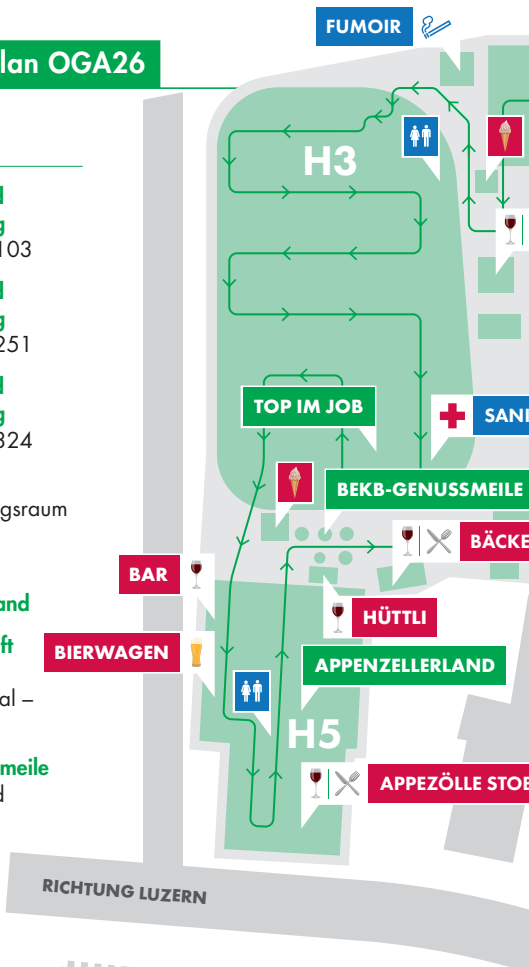 FUMOIR
lan OGA26
H3
103
251
324
gsraum
TOP IM JOB
SANI
BEKB-GENUSSMEILE
BÄCKE
BAR
HÜTTLI
and
ft
BIERWAGEN
APPENZELLERLAND
al –
H5
meile
d
APPEZÖLLE STOB
RICHTUNG LUZERN